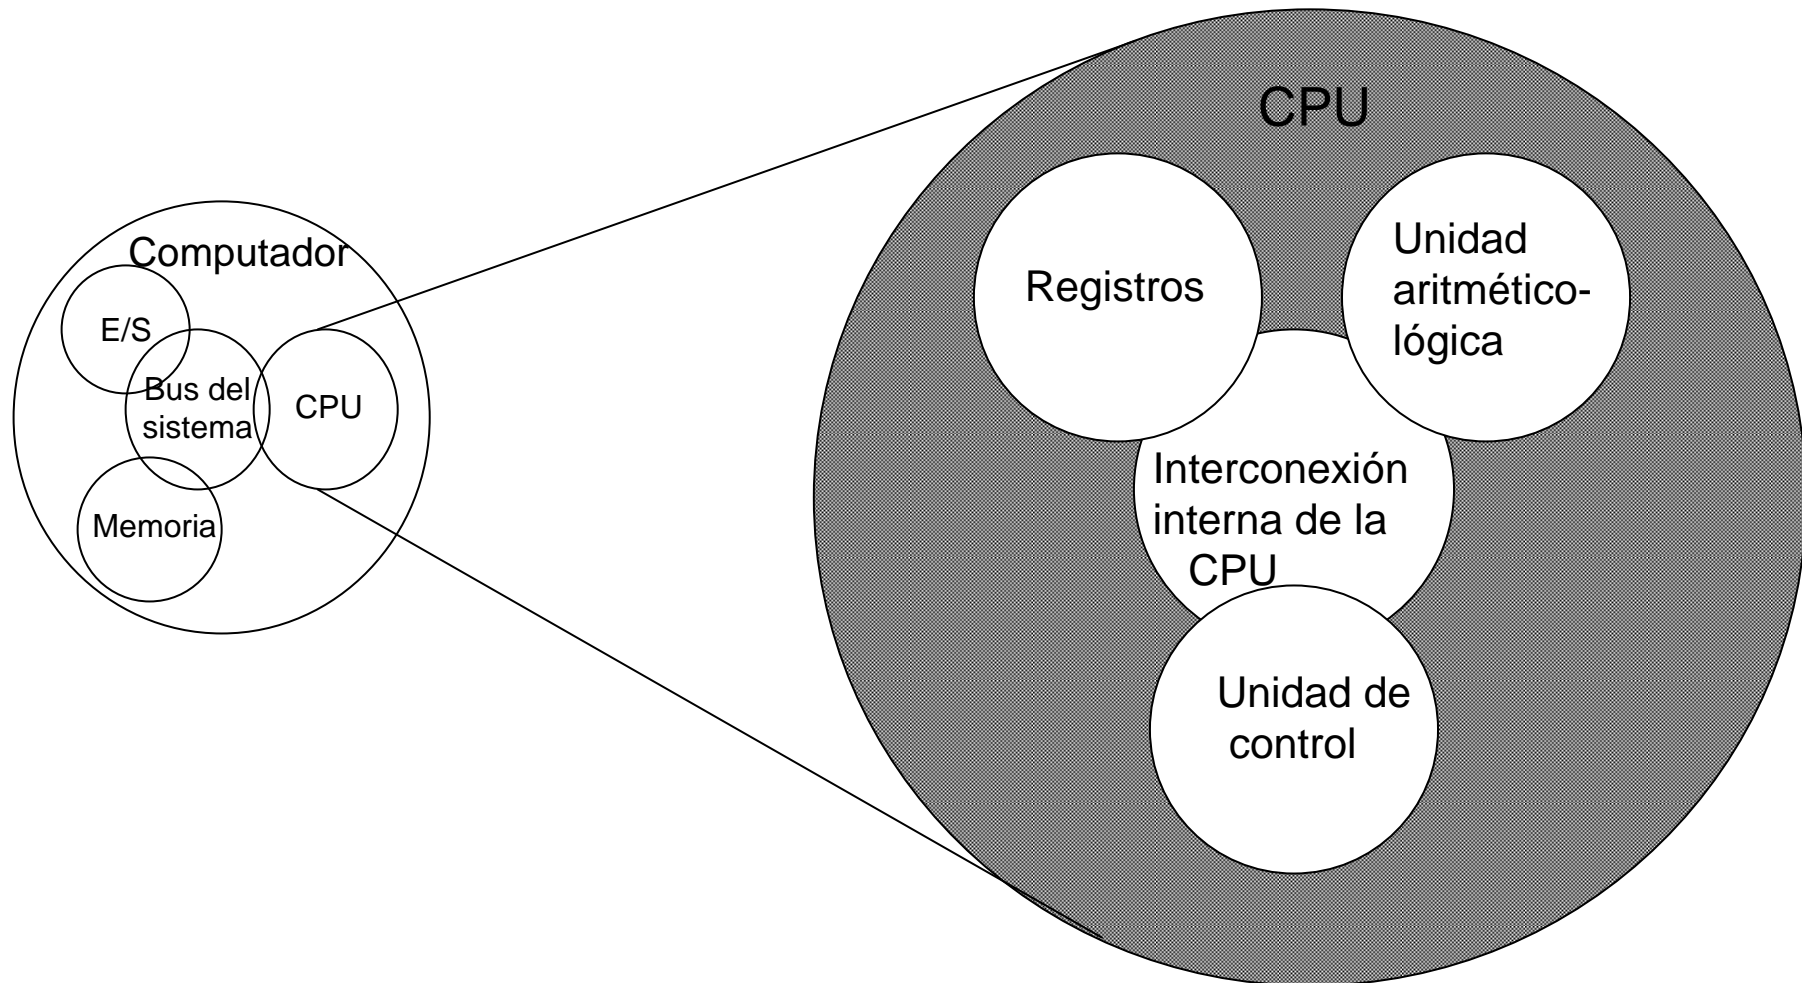 Computador
E/S
Bus del
sistema
CPU
Memoria
CPU
Registros
Unidad
aritmético-
lógica
Interconexión
interna de la
CPU
Unidad de
control